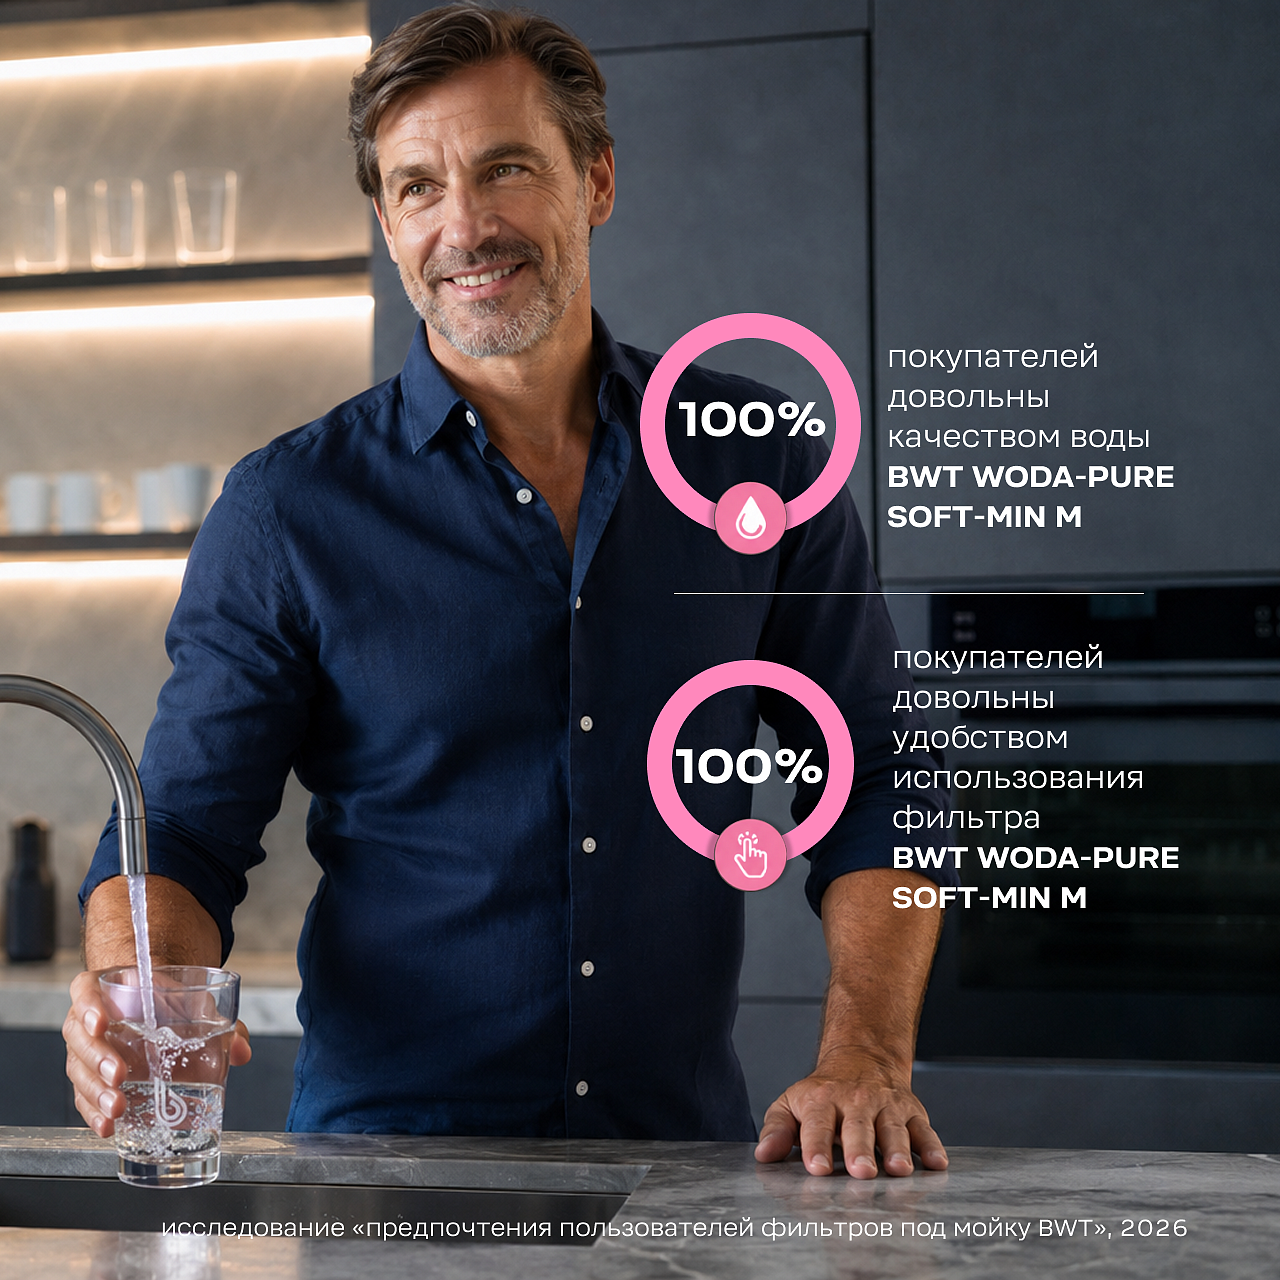 100%
покупателей
довольны
качеством воды
BWT WODA-PURE
SOFT-MIN M
100%
покупателей
довольны
удобством
использования
фильтра
BWT WODA-PURE
SOFT-MIN M
исследование «предпочтения пользователей фильтров под мойку BWT», 2026